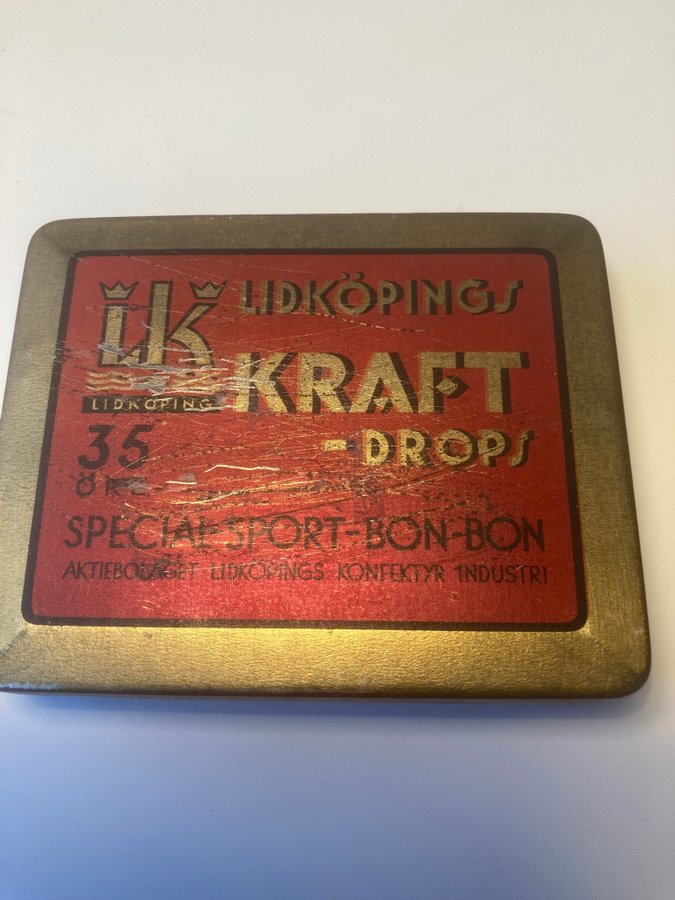 LK
LIDKÖPING
LIDKÖPINGS
KRAFT
-DROPS
35
ÖRE
SPECIAL-SPORT-BON-BON
AKTIEBOLAGET LIDKÖPINGS KONFEKTYR INDUSTRI